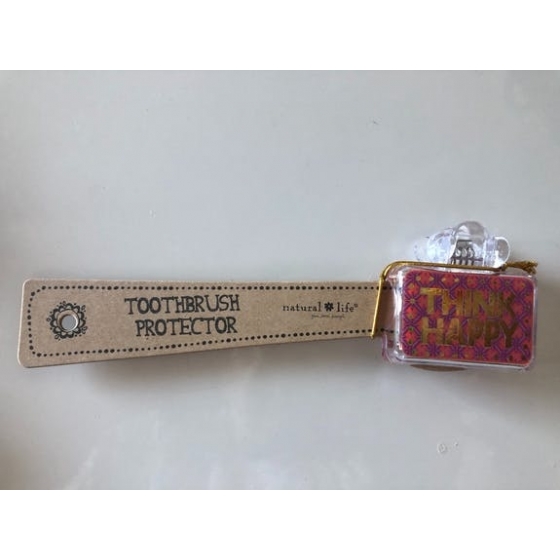 TOOTHBRUSH
PROTECTOR
natural life®
THINK
HAPPY